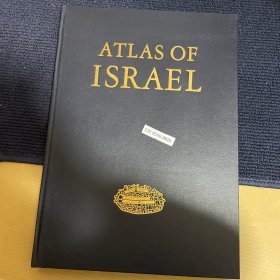 ATLAS OF
ISRAEL